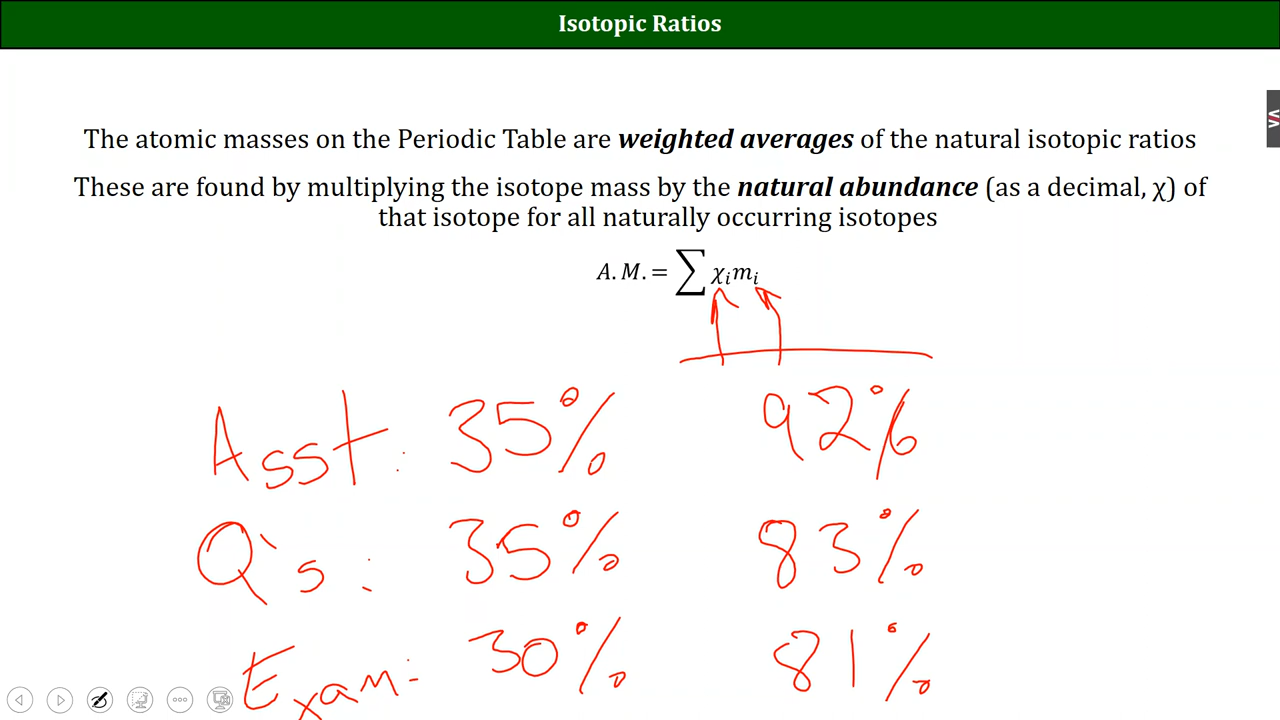 Isotopic Ratios
The atomic masses on the Periodic Table are weighted averages of the natural isotopic ratios
These are found by multiplying the isotope mass by the natural abundance (as a decimal, χ) of
that isotope for all naturally occurring isotopes
A. M. = ∑ χᵢmᵢ
Asst: 35% 92%
Q's: 35% 83%
Exam: 30% 81%